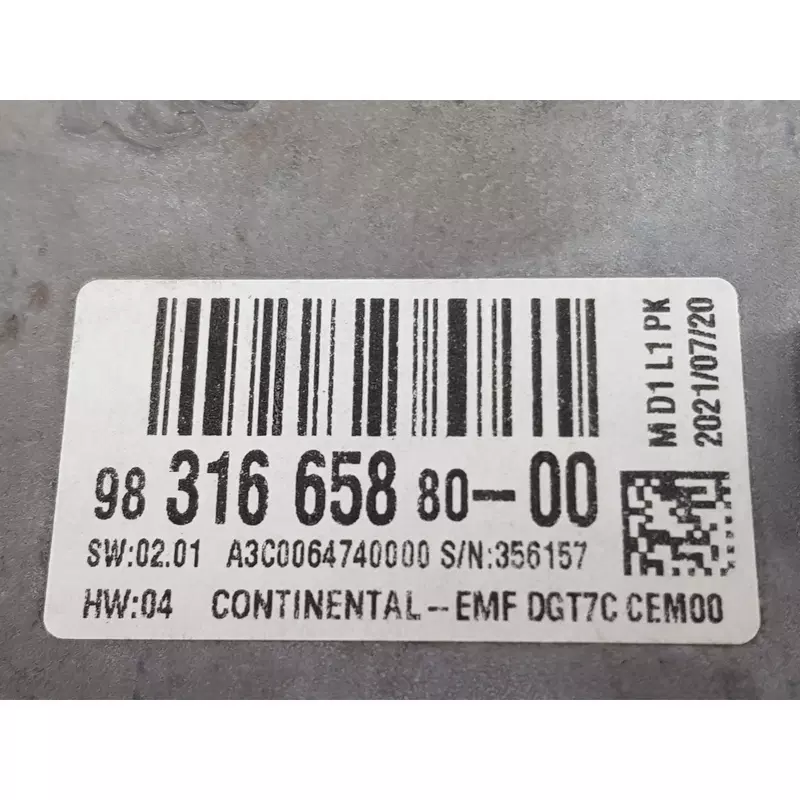 98 316 658 80-00
SW:02.01 A3C0064740000 S/N:356157
HW:04 CONTINENTAL--EMF DGT7C CEM00
M D1 L1 PK
2021/07/20